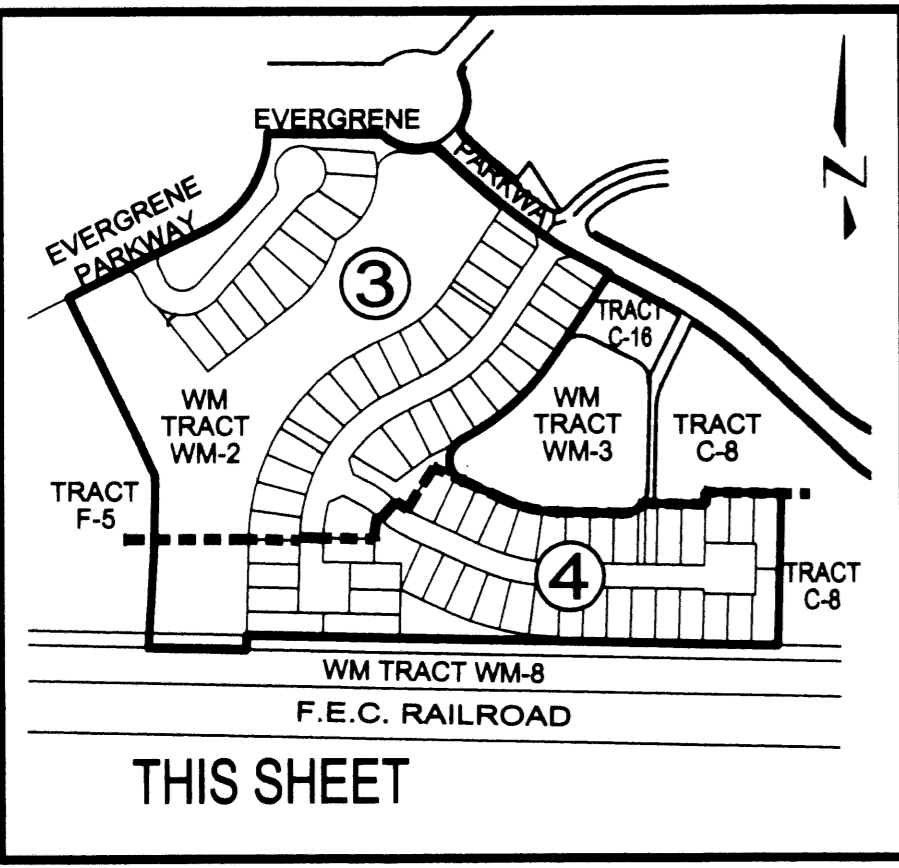 EVERGRENE
PARKWA
EVERGRENE
PARKWAY
N
3
TRACT
C-16
WM
TRACT
WM-2
WM
TRACT
WM-3
TRACT
C-8
TRACT
F-5
4
TRACT
C-8
WM TRACT WM-8
F.E.C. RAILROAD
THIS SHEET